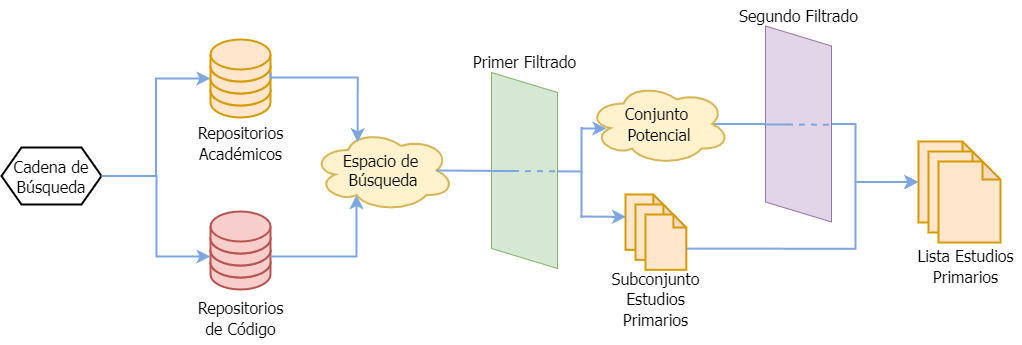 Cadena de
Búsqueda
Repositorios
Académicos
Repositorios
de Código
Espacio de
Búsqueda
Primer Filtrado
Conjunto
Potencial
Subconjunto
Estudios
Primarios
Segundo Filtrado
Lista Estudios
Primarios